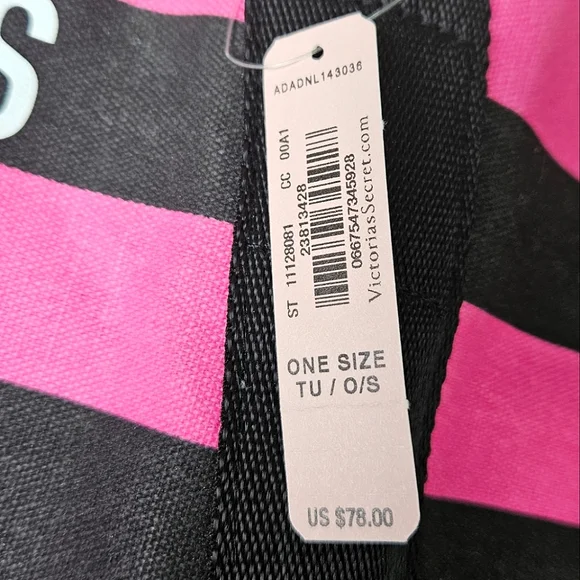 S
ADADNL143036
ST 11128081 CC 00A1
23813428
0667547345928
VictoriasSecret.com
ONE SIZE
TU / O/S
US $78.00